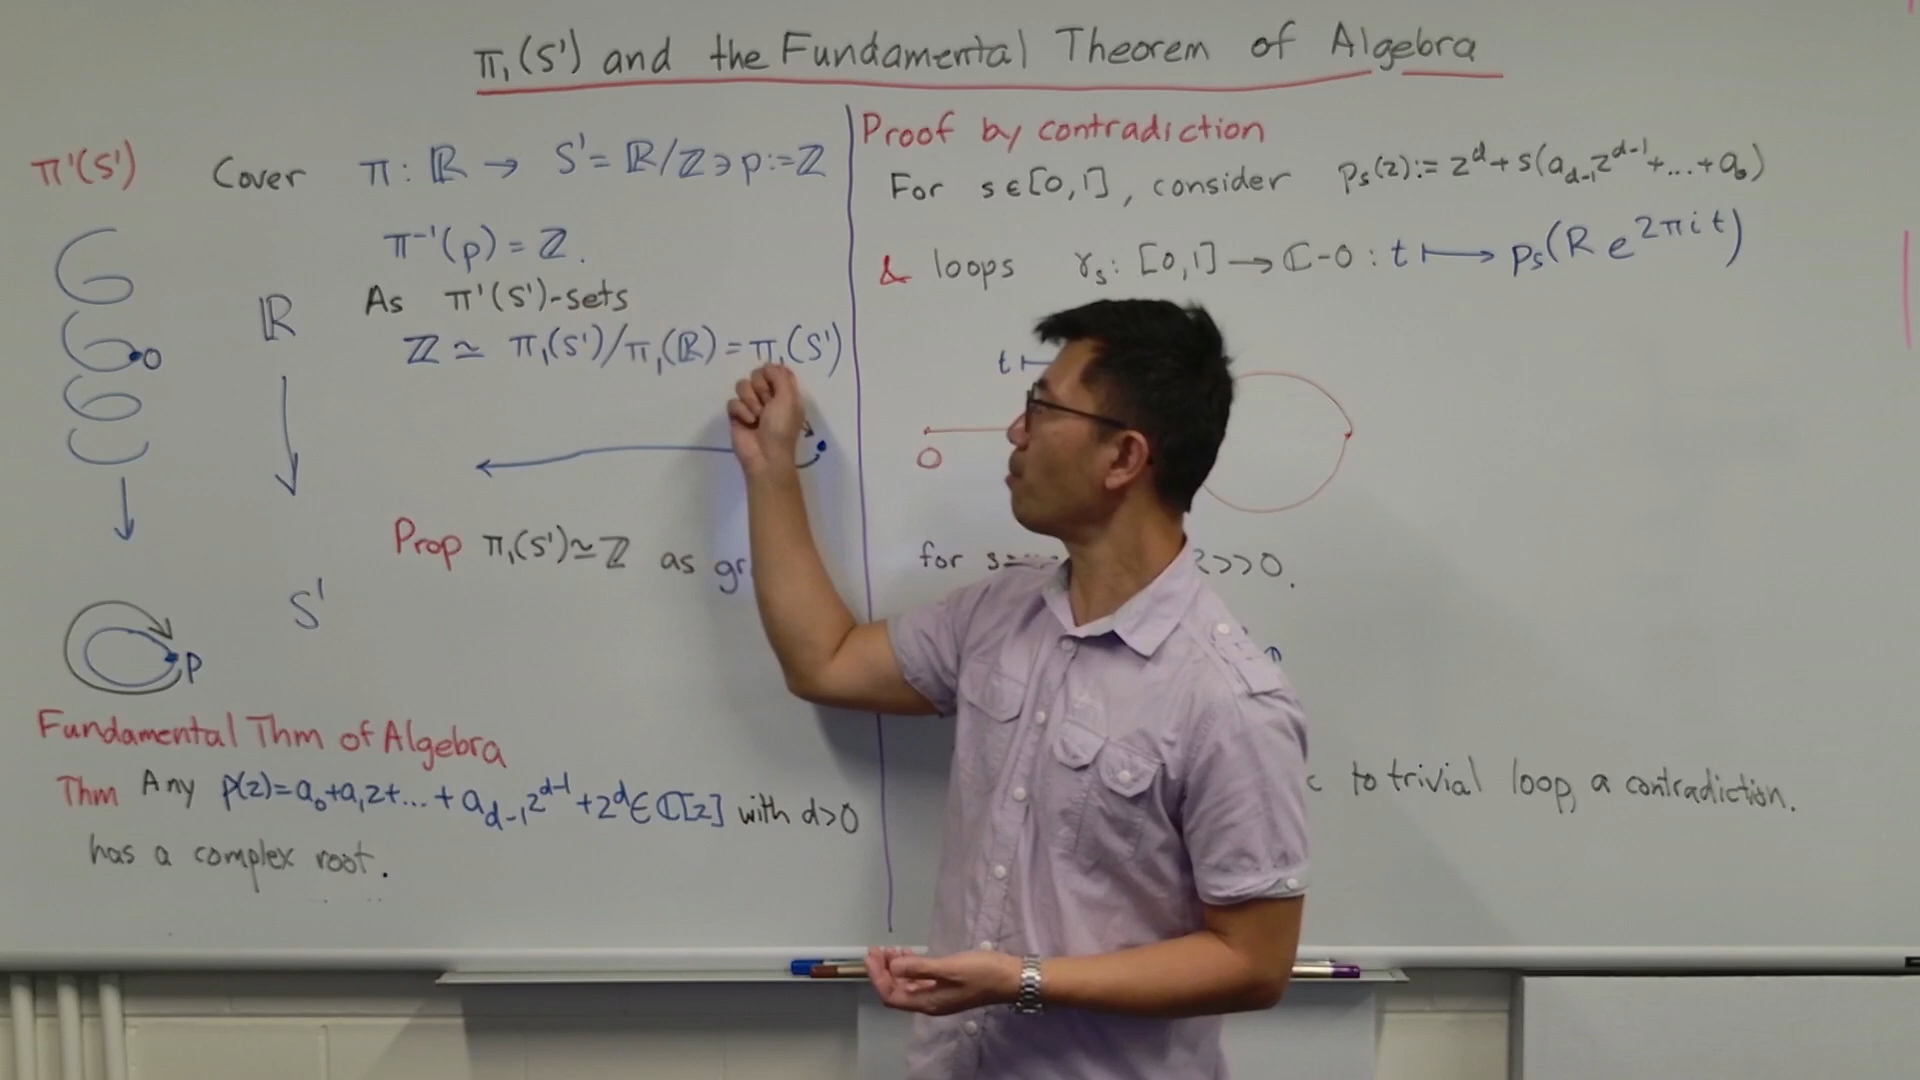 π₁(S¹) and the Fundamental Theorem of Algebra
π¹(S¹) Cover π : ℝ → S¹ = ℝ/ℤ ∋ p := ℤ
π⁻¹(p) = ℤ.
As π¹(S¹)-sets
ℤ ≃ π₁(S¹)/π₁(ℝ) = π₁(S¹)
0
ℝ
Prop π₁(S¹) ≃ ℤ as gr
S¹
p
Fundamental Thm of Algebra
Thm Any p(z)=a₀+a₁z+...+a_{d-1}z^{d-1}+z^d ∈ ℂ[z] with d>0
has a complex root.
Proof by contradiction
For s∈[0,1], consider p_s(z) := z^d + s(a_{d-1}z^{d-1}+...+a₀)
& loops γ_s : [0,1] → ℂ-0 : t ↦ p_s(R e^{2πit})
t ↦
0
for s
>>0.
to trivial loop, a contradiction.